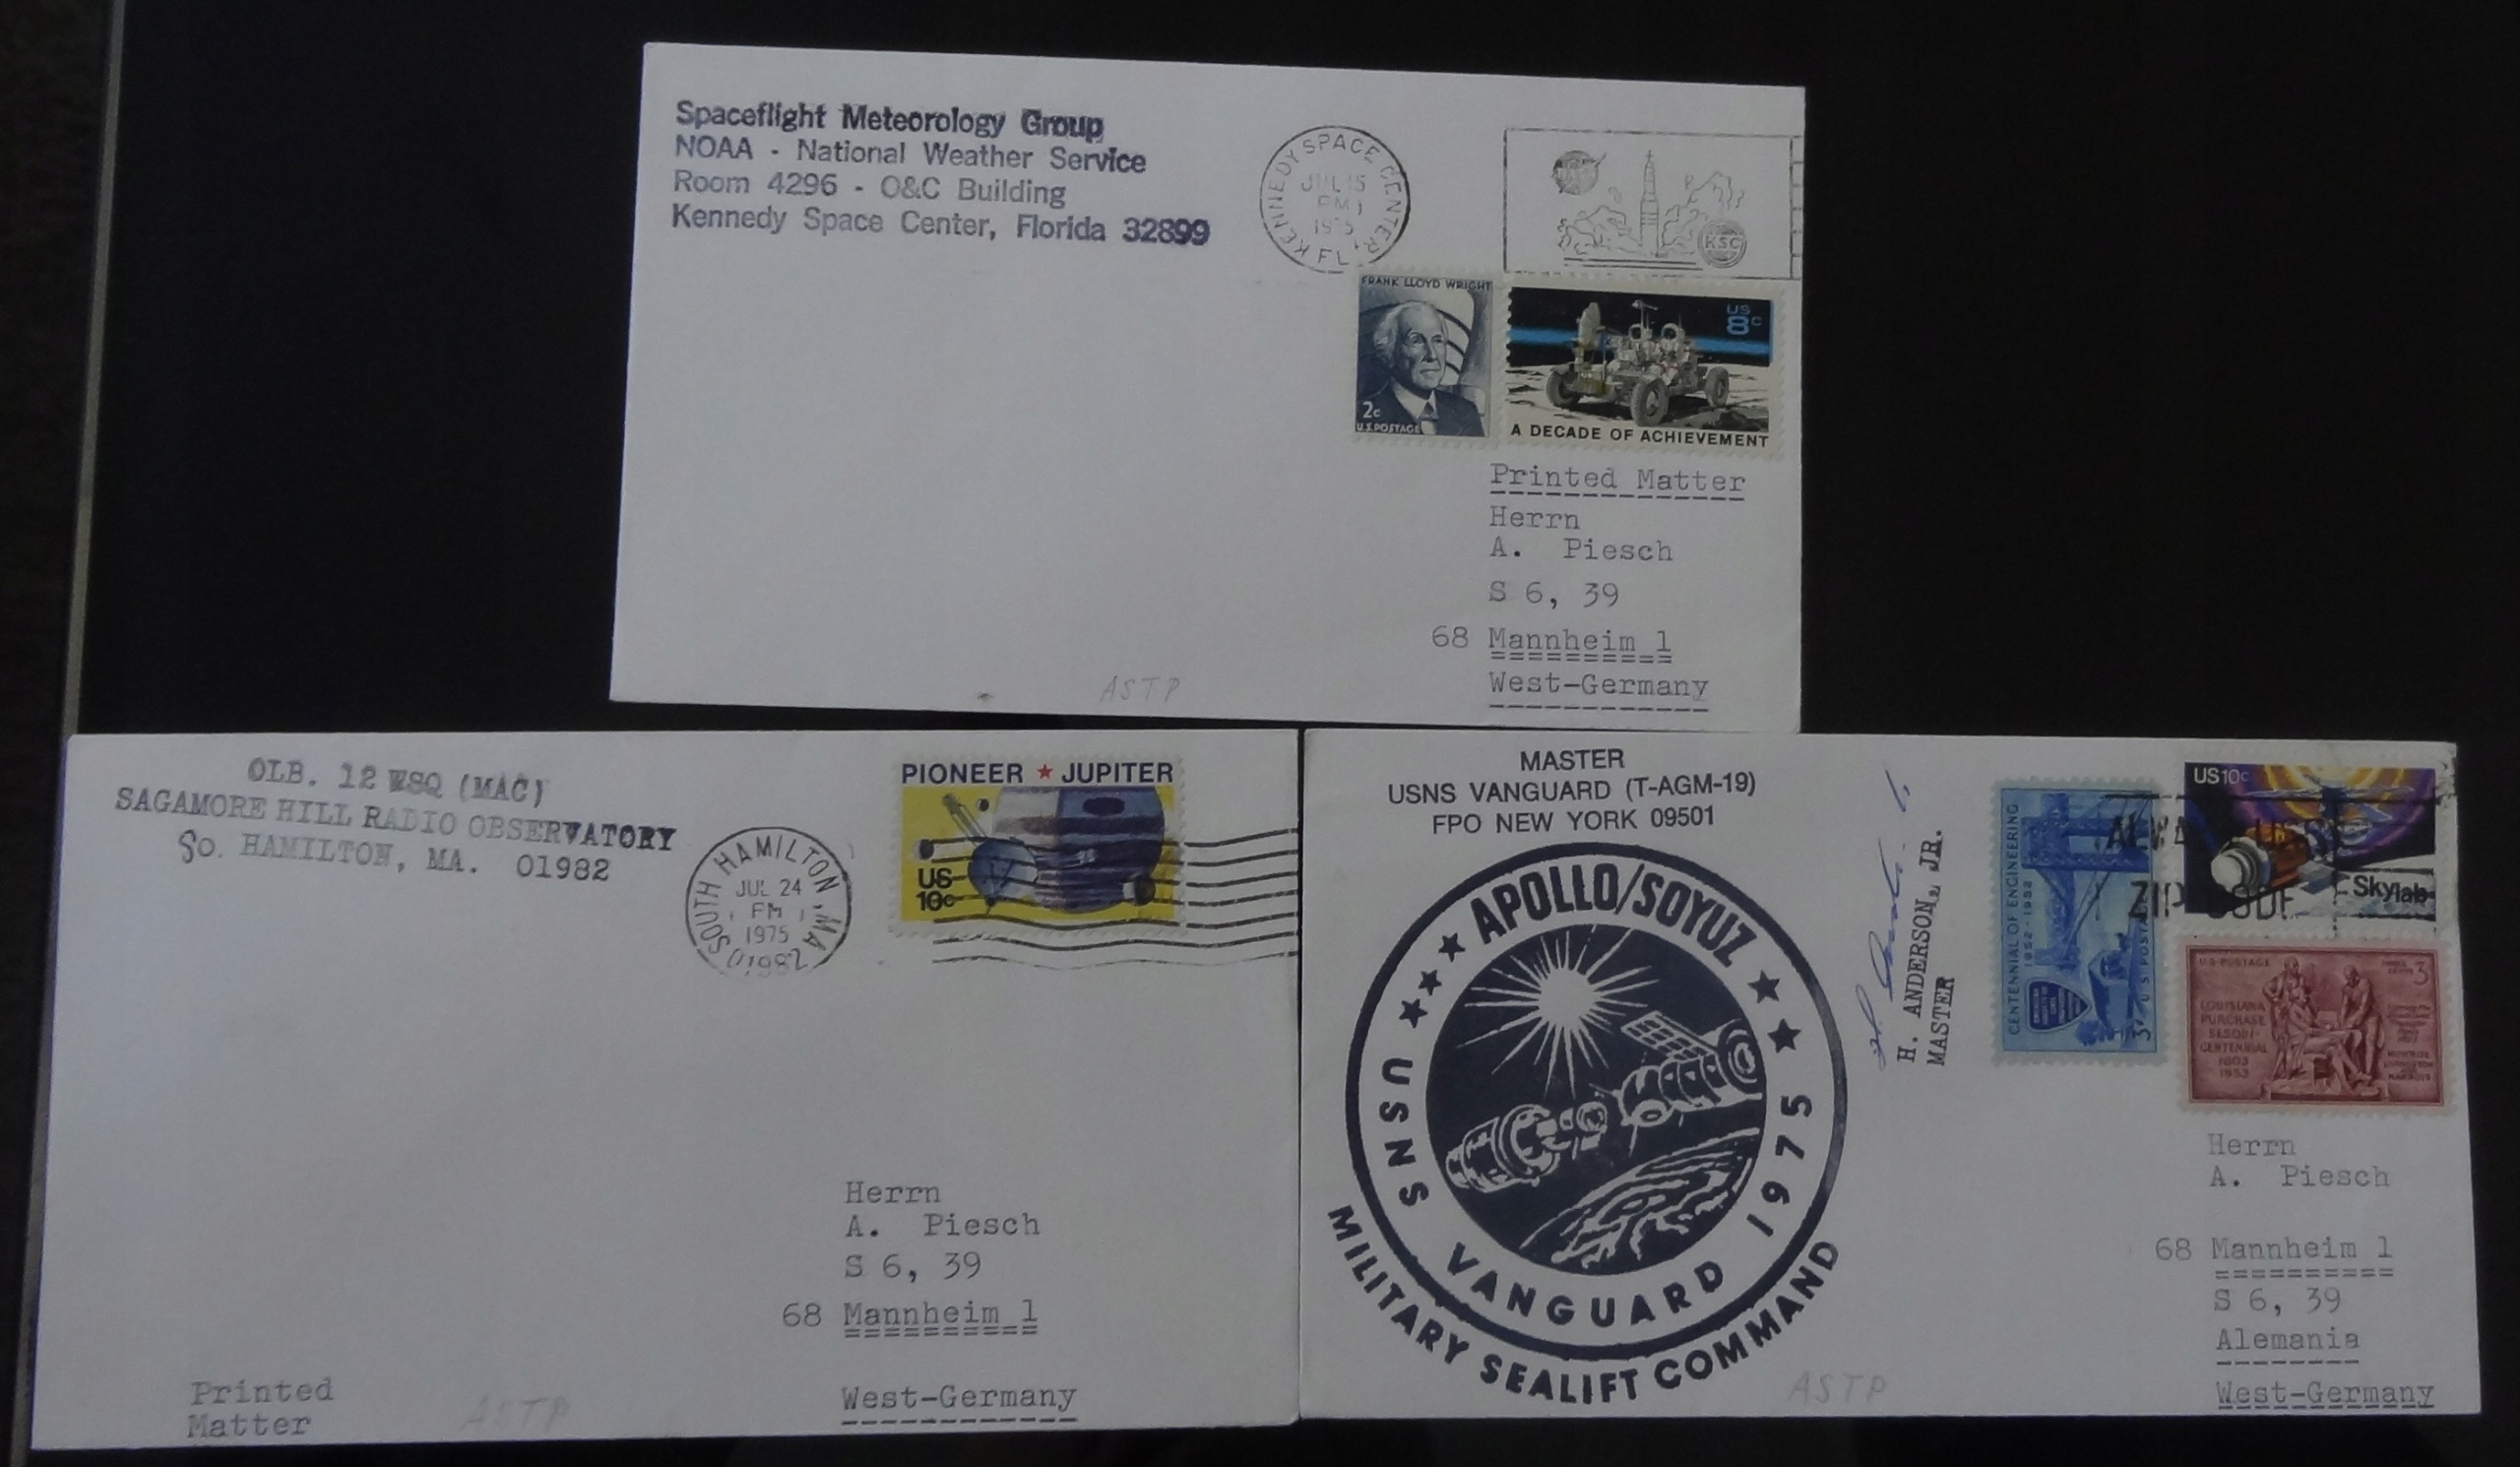 Spaceflight Meteorology Group
NOAA - National Weather Service
Room 4296 - O&C Building
Kennedy Space Center, Florida 32899
KENNEDY SPACE CENTER, FL
JUL 15
PM
KSC
FRANK LLOYD WRIGHT
2c
U.S. POSTAGE
US
8c
A DECADE OF ACHIEVEMENT
Printed Matter
Herrn
A. Piesch
S 6, 39
68 Mannheim 1
West-Germany
ASTP
OLB. 12 WSQ (MAC)
SAGAMORE HILL RADIO OBSERVATORY
So. HAMILTON, MA. 01982
SOUTH HAMILTON, MA
JUL 24
PM
1975
01982
PIONEER ★ JUPITER
US
10c
Herrn
A. Piesch
S 6, 39
68 Mannheim 1
West-Germany
Printed
Matter
ASTP
MASTER
USNS VANGUARD (T-AGM-19)
FPO NEW YORK 09501
APOLLO/SOYUZ
USNS VANGUARD 1975
MILITARY SEALIFT COMMAND
H. ANDERSON, JR.
MASTER
CENTENNIAL OF ENGINEERING
1852-1952
3c
U.S. POSTAGE
US 10c
Skylab
ZIP CODE
U.S. POSTAGE
3
LOUISIANA
PURCHASE
SESQUI-
CENTENNIAL
1803
1953
Herrn
A. Piesch
68 Mannheim 1
S 6, 39
Alemania
West-Germany
ASTP